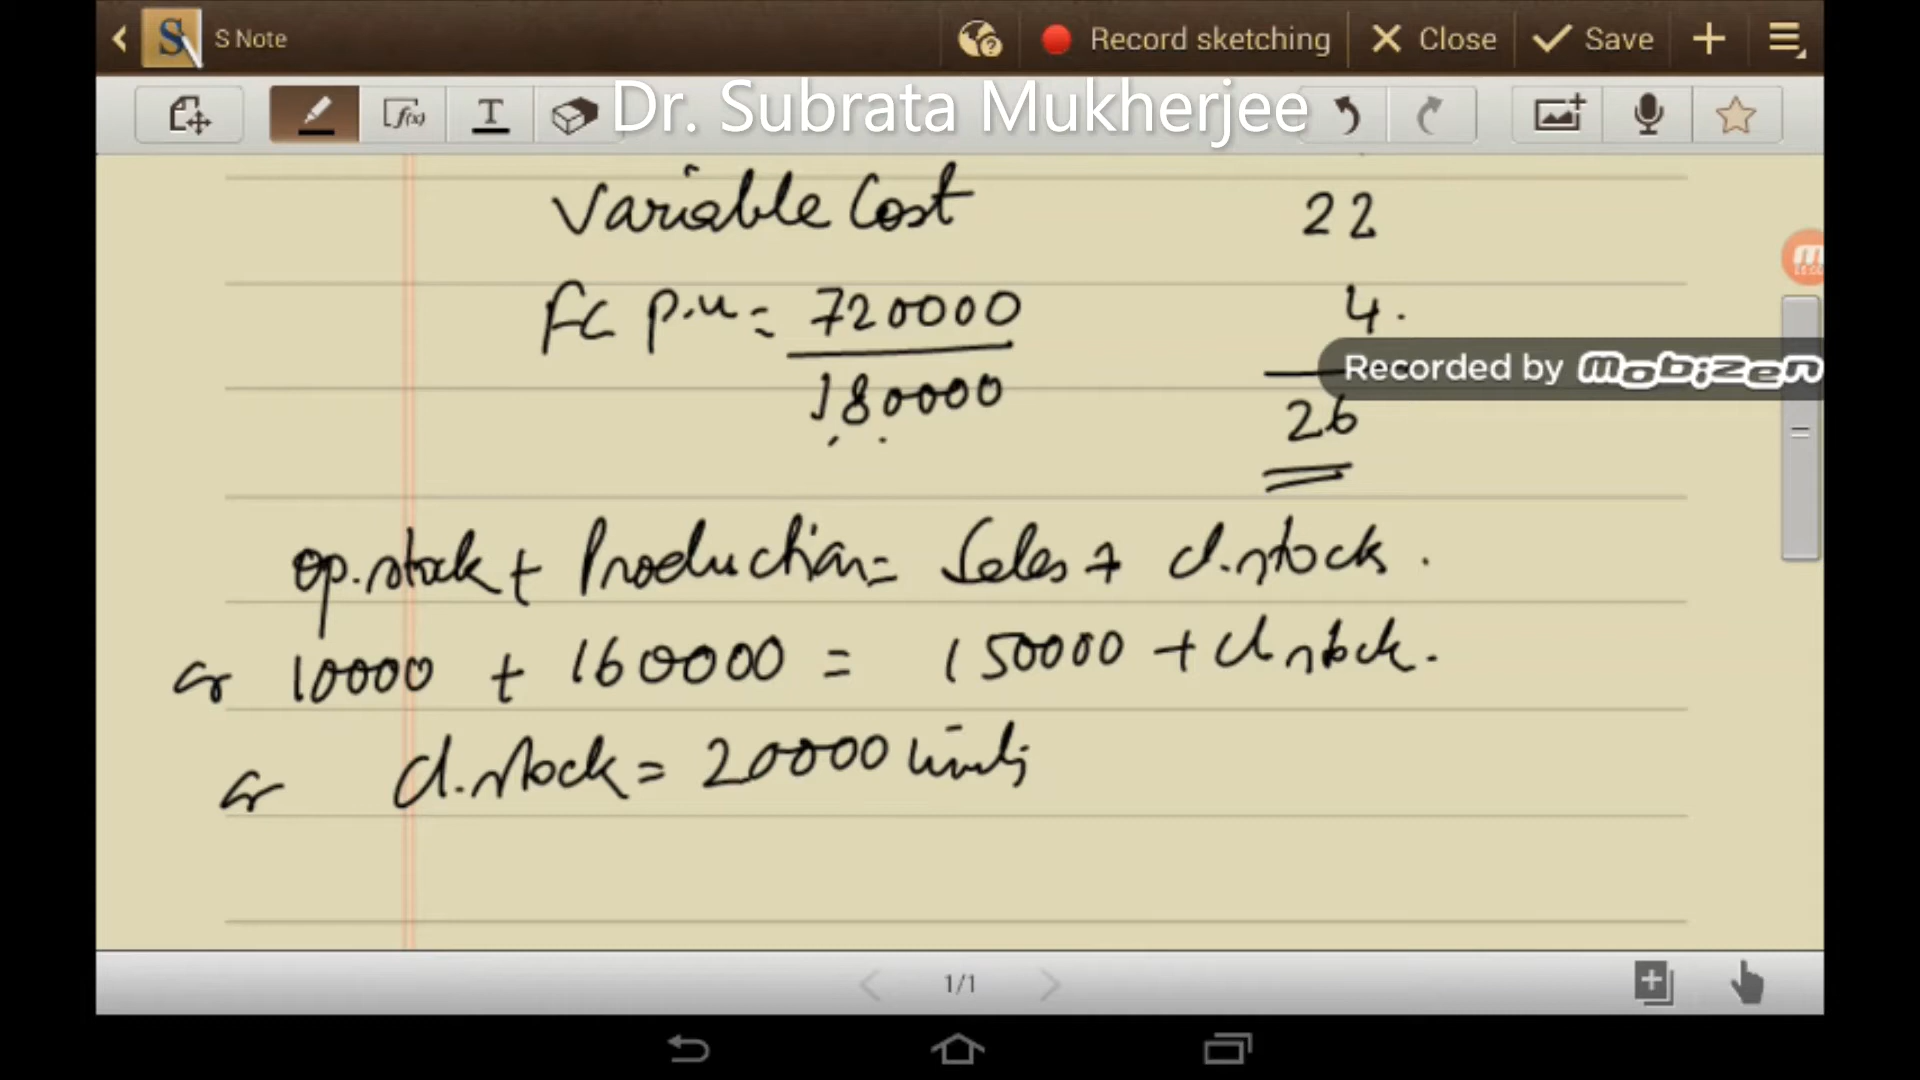 S Note
Record sketching
Close
Save
Dr. Subrata Mukherjee
T
f(x)
Variable Cost 22
FC p.u = 720000 4.
180000
Recorded by mobizen
26
op.stock + Production = Sales + cl.stock.
or 10000 + 160000 = 150000 + cl stock.
or cl.stock = 20000 units
1/1